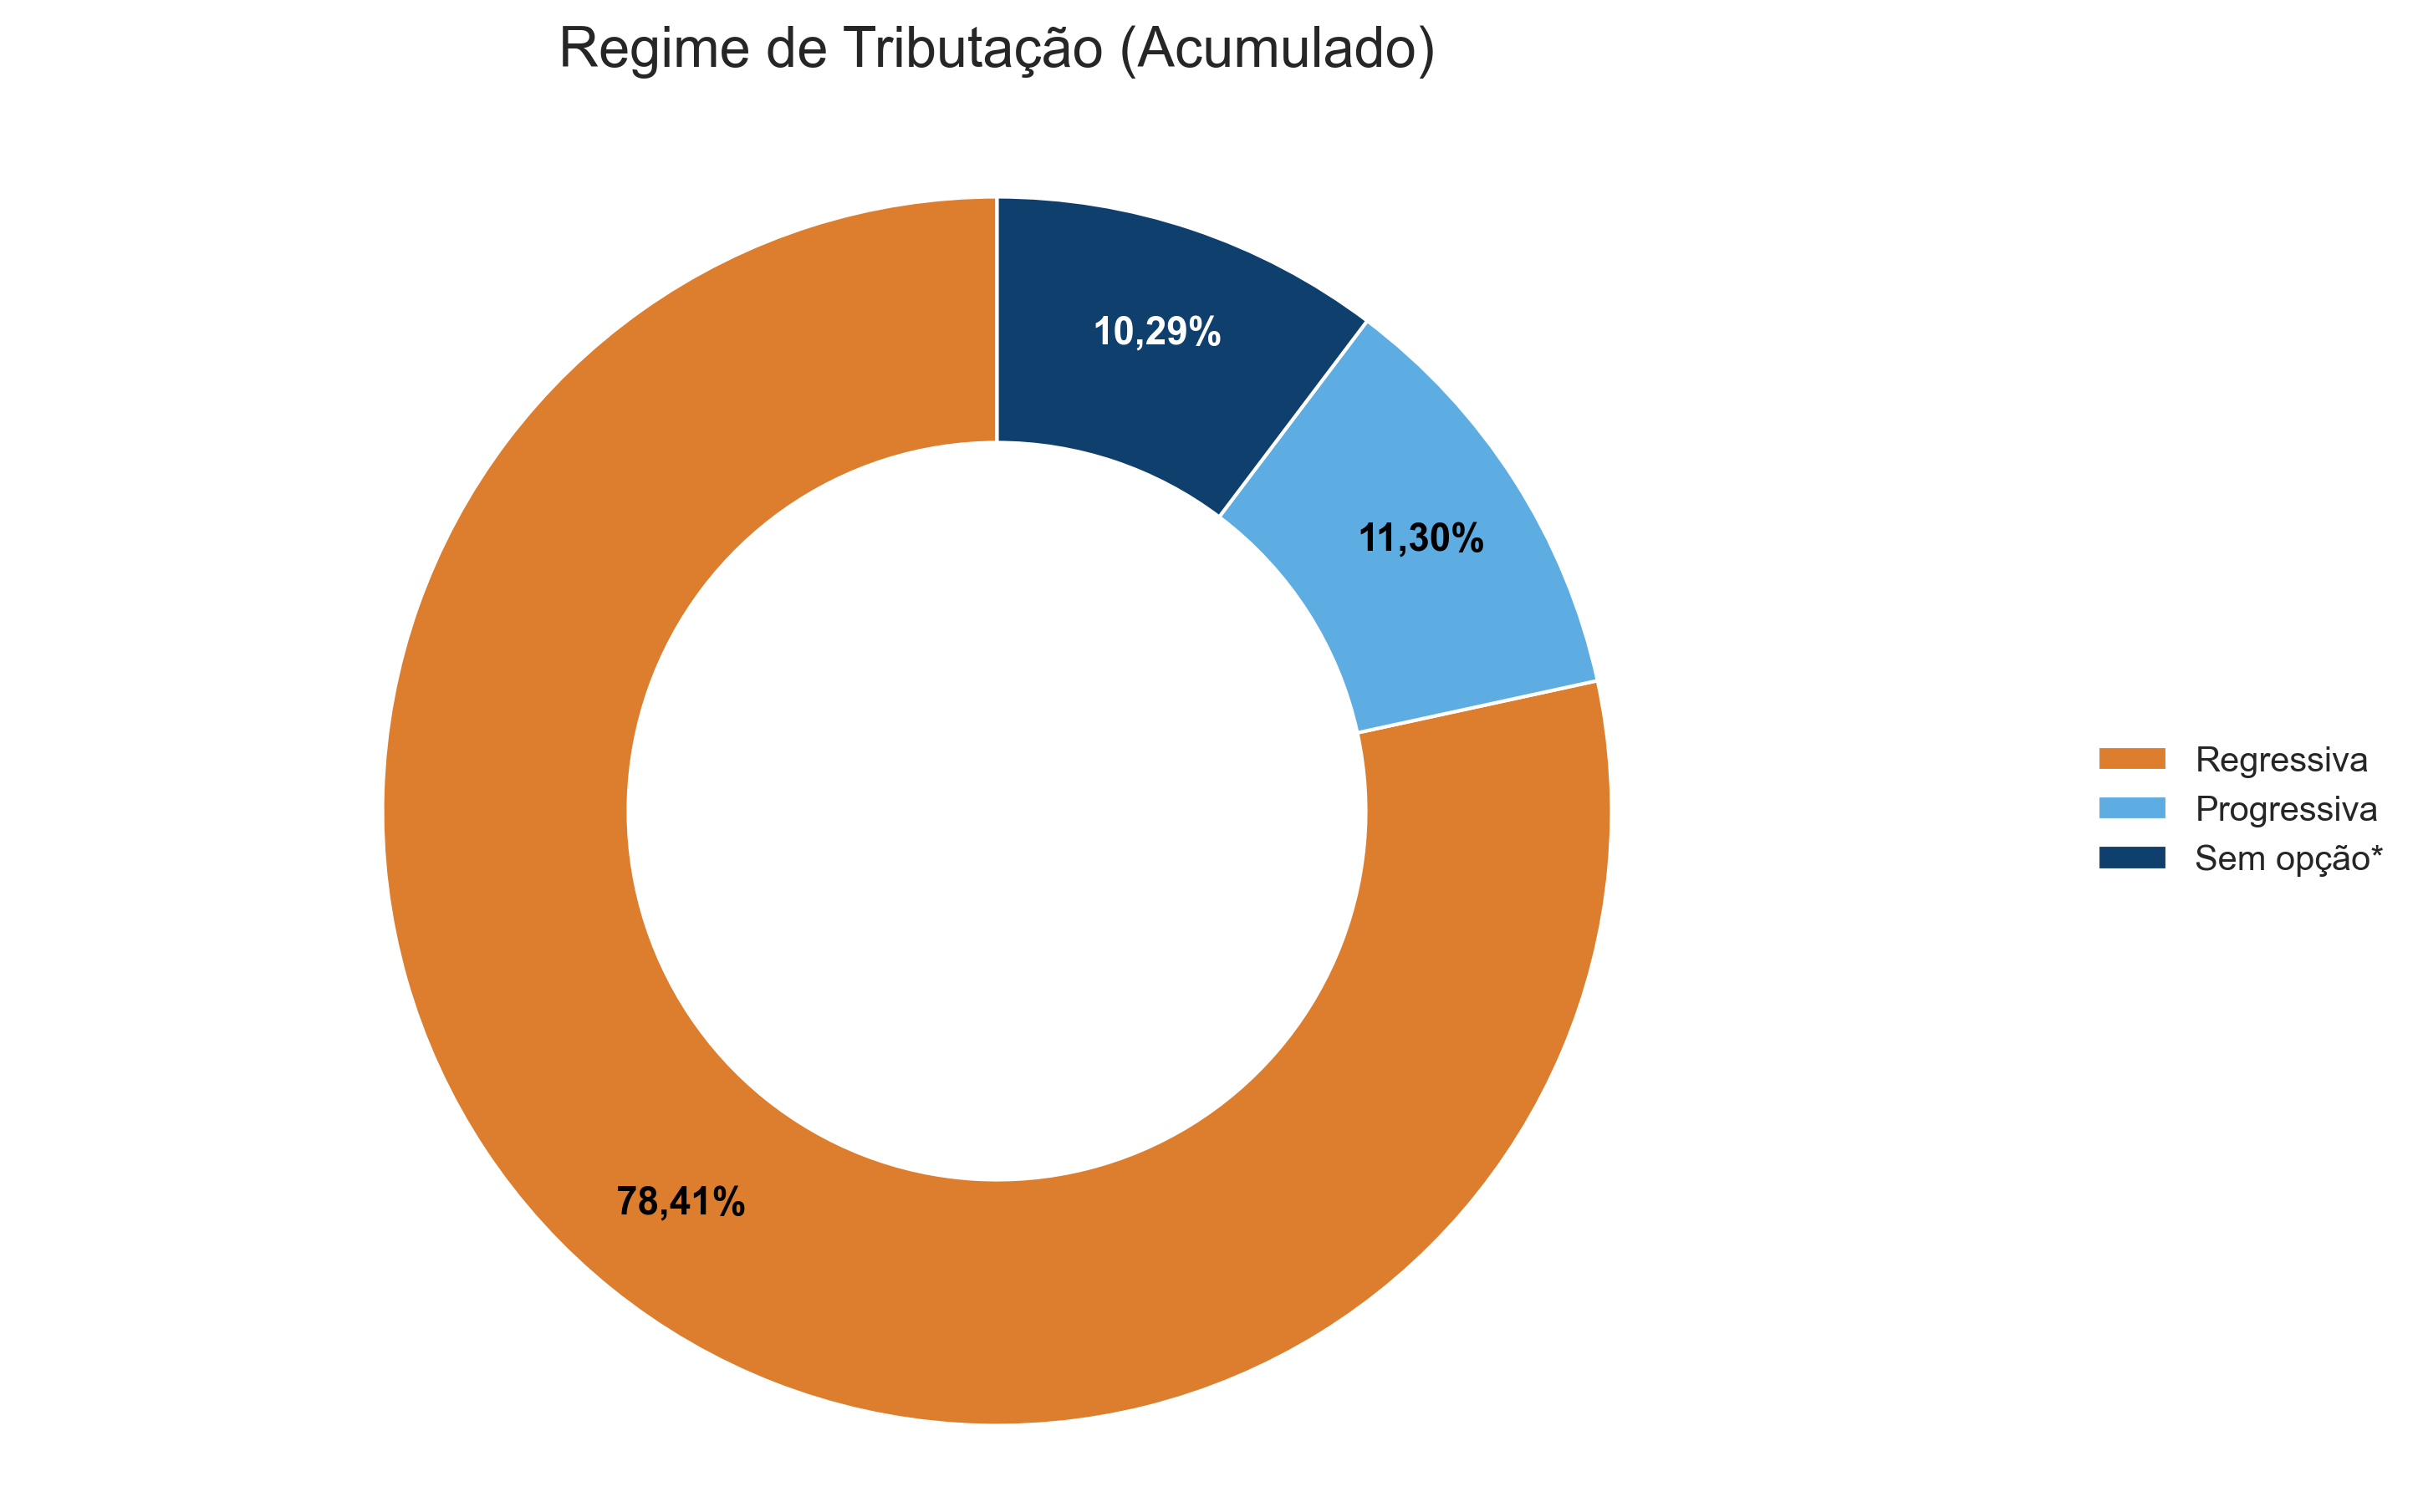 Regime de Tributação (Acumulado)
10,29%
11,30%
78,41%
Regressiva
Progressiva
Sem opção*